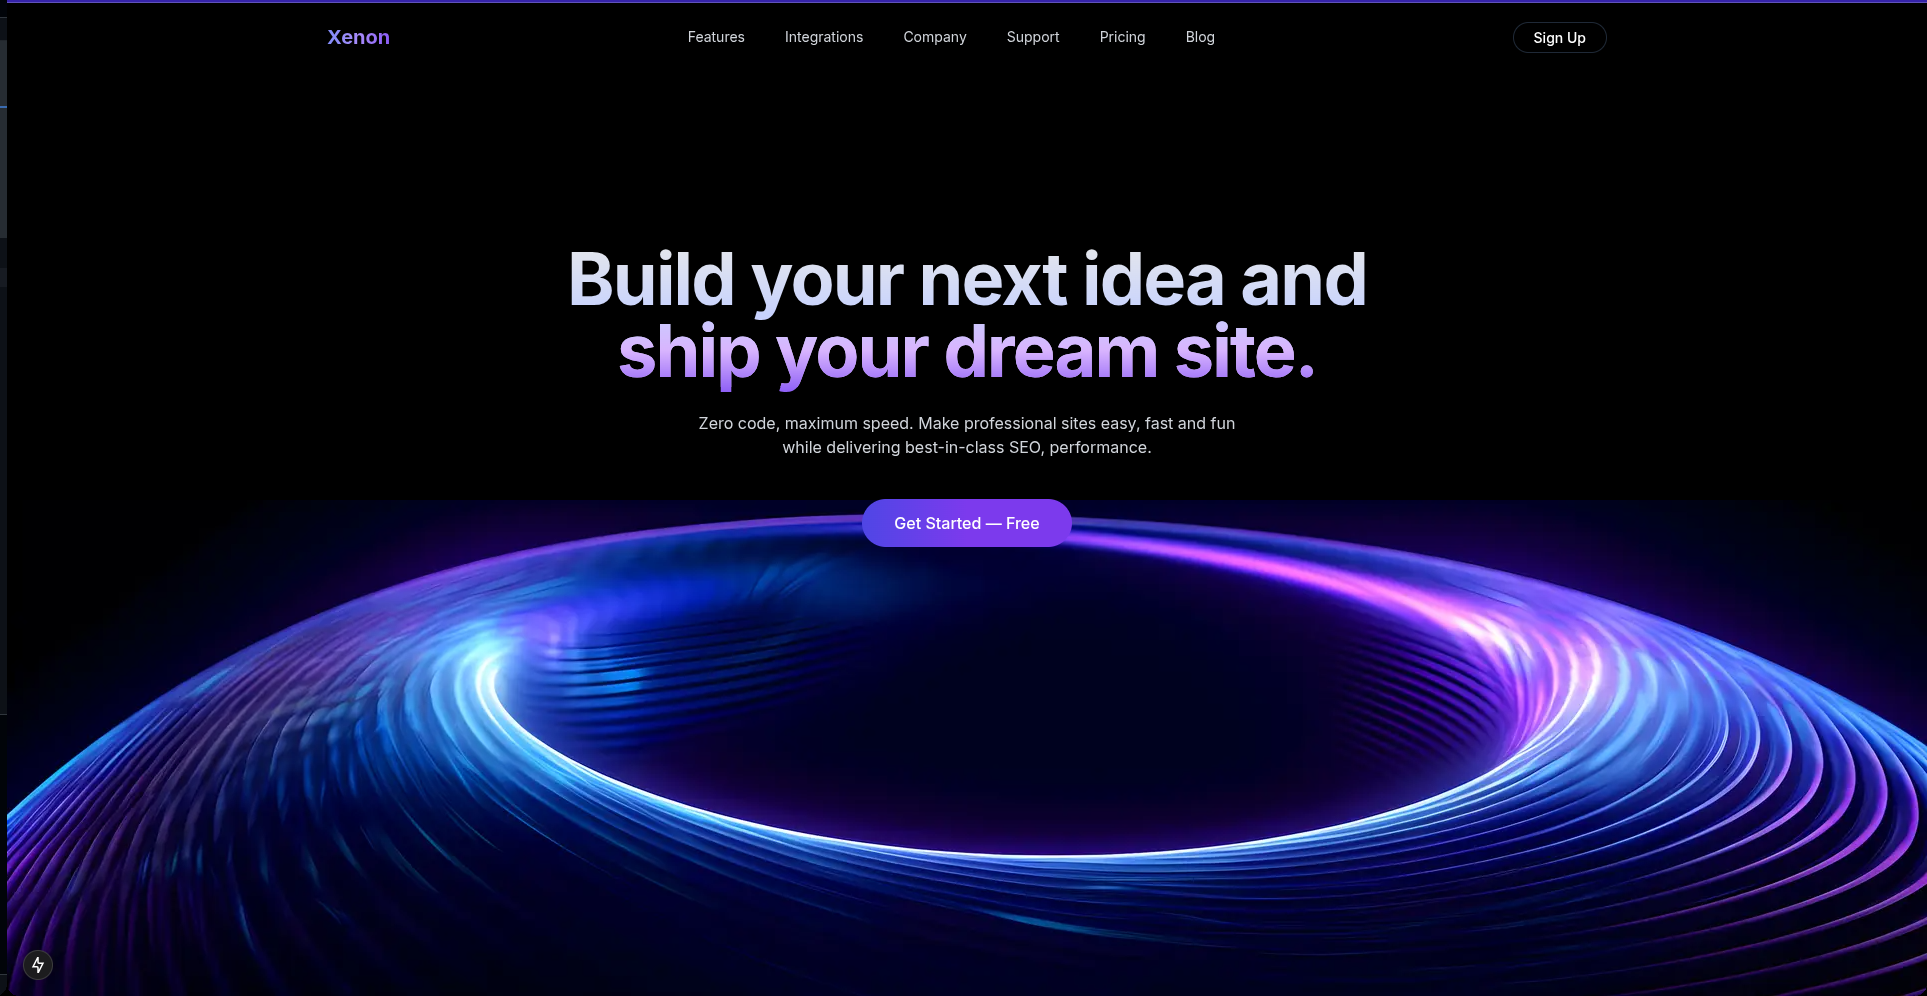 Xenon
Features Integrations Company Support Pricing Blog
Sign Up
Build your next idea and
ship your dream site.
Zero code, maximum speed. Make professional sites easy, fast and fun
while delivering best-in-class SEO, performance.
Get Started — Free